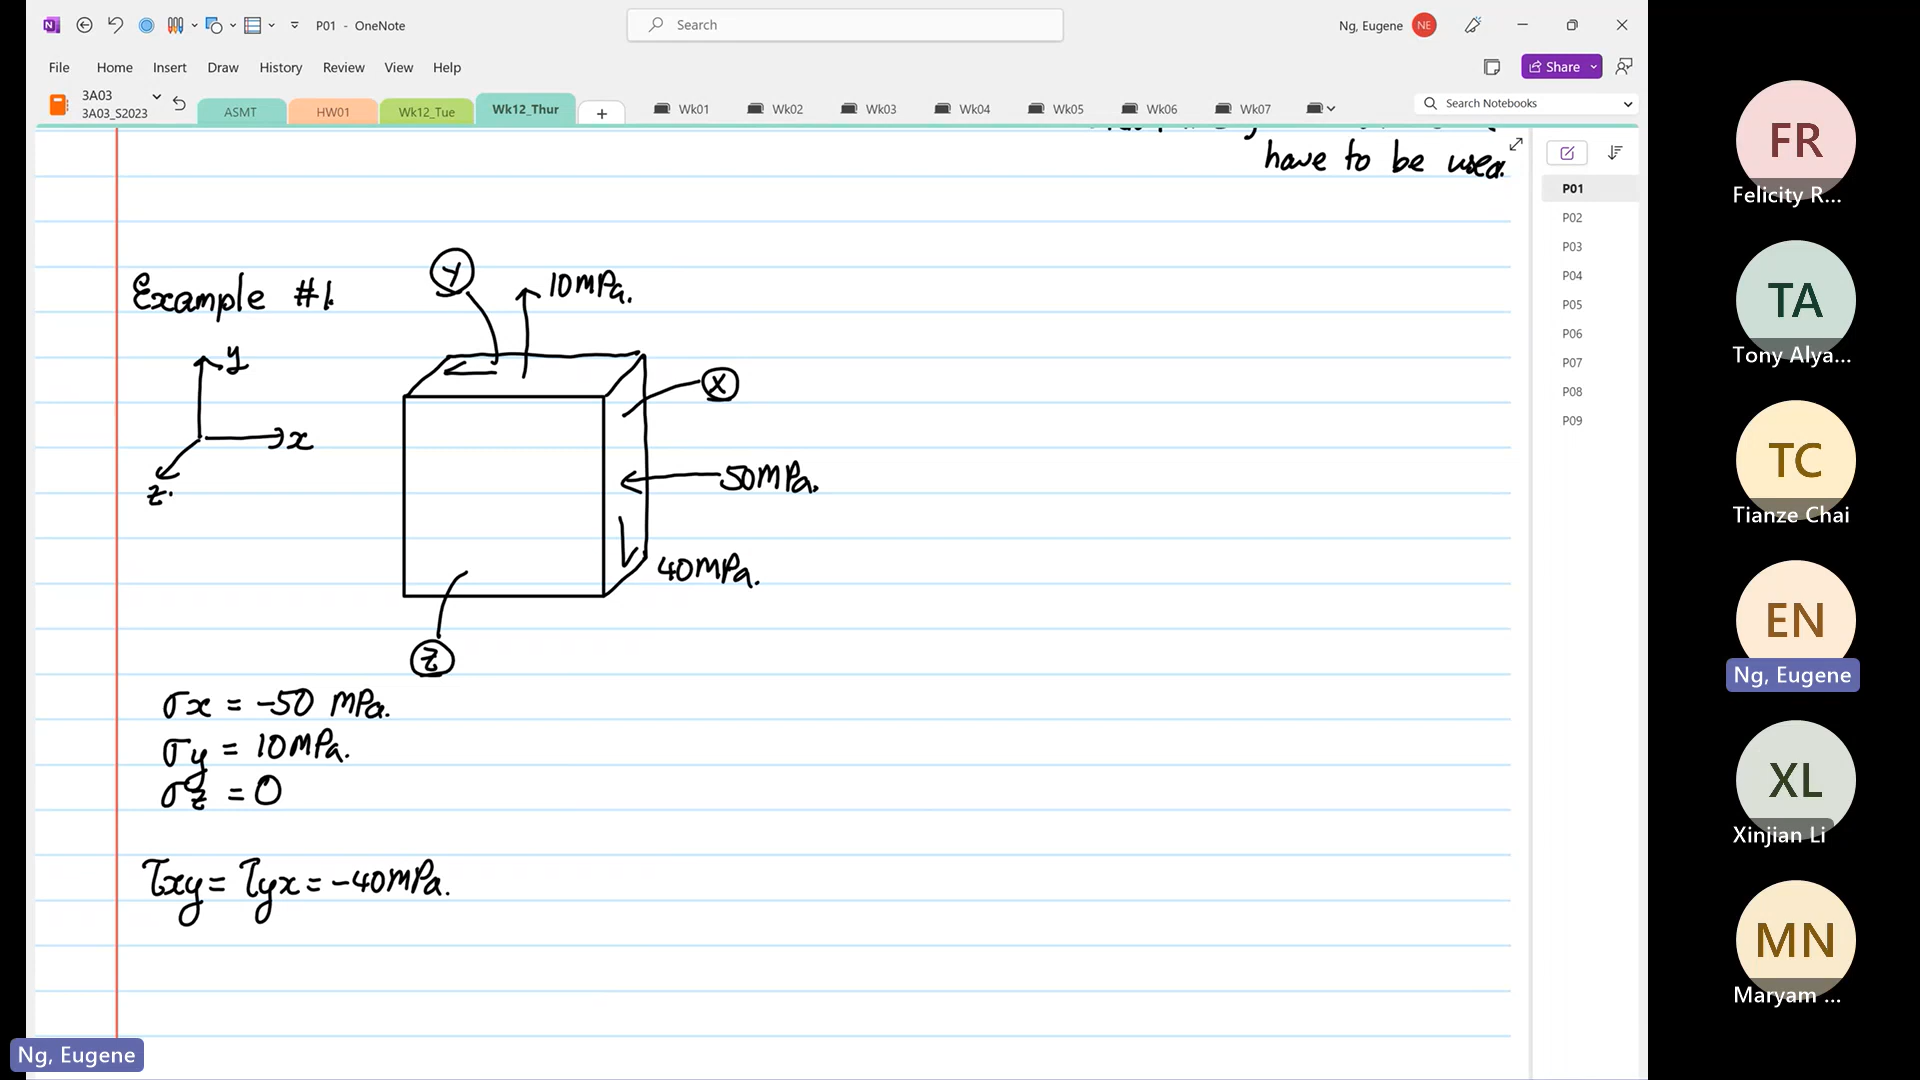 P01 - OneNote
Search
Ng, Eugene
NE
File Home Insert Draw History Review View Help
Share
3A03
3A03_S2023
ASMT
HW01
Wk12_Tue
Wk12_Thur
+
Wk01
Wk02
Wk03
Wk04
Wk05
Wk06
Wk07
Search Notebooks
have to be used.
P01
P02
P03
P04
P05
P06
P07
P08
P09
Example #1.
y
10MPa.
y
x
x
z.
50MPa.
40MPa.
z
σx = -50 MPa.
σy = 10MPa.
σz = 0
τxy = τyx = -40MPa.
FR
Felicity R...
TA
Tony Alya...
TC
Tianze Chai
EN
Ng, Eugene
XL
Xinjian Li
MN
Maryam ...
Ng, Eugene